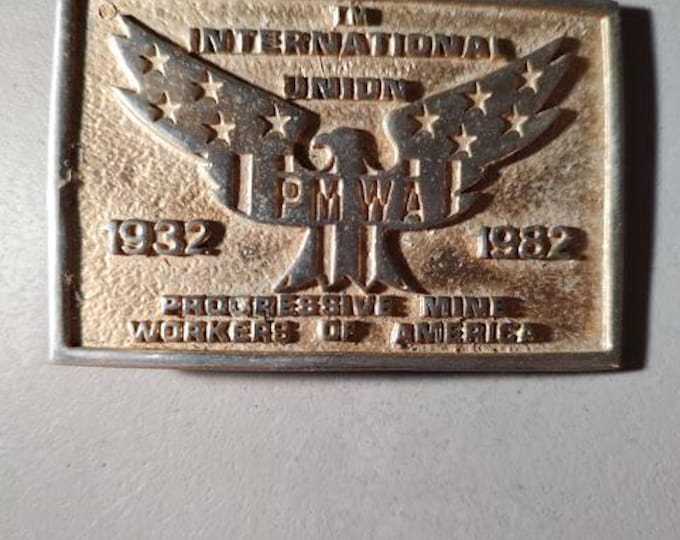 INTERNATIONAL
UNION
PMWA
1932 1982
PROGRESSIVE MINE
WORKERS OF AMERICA